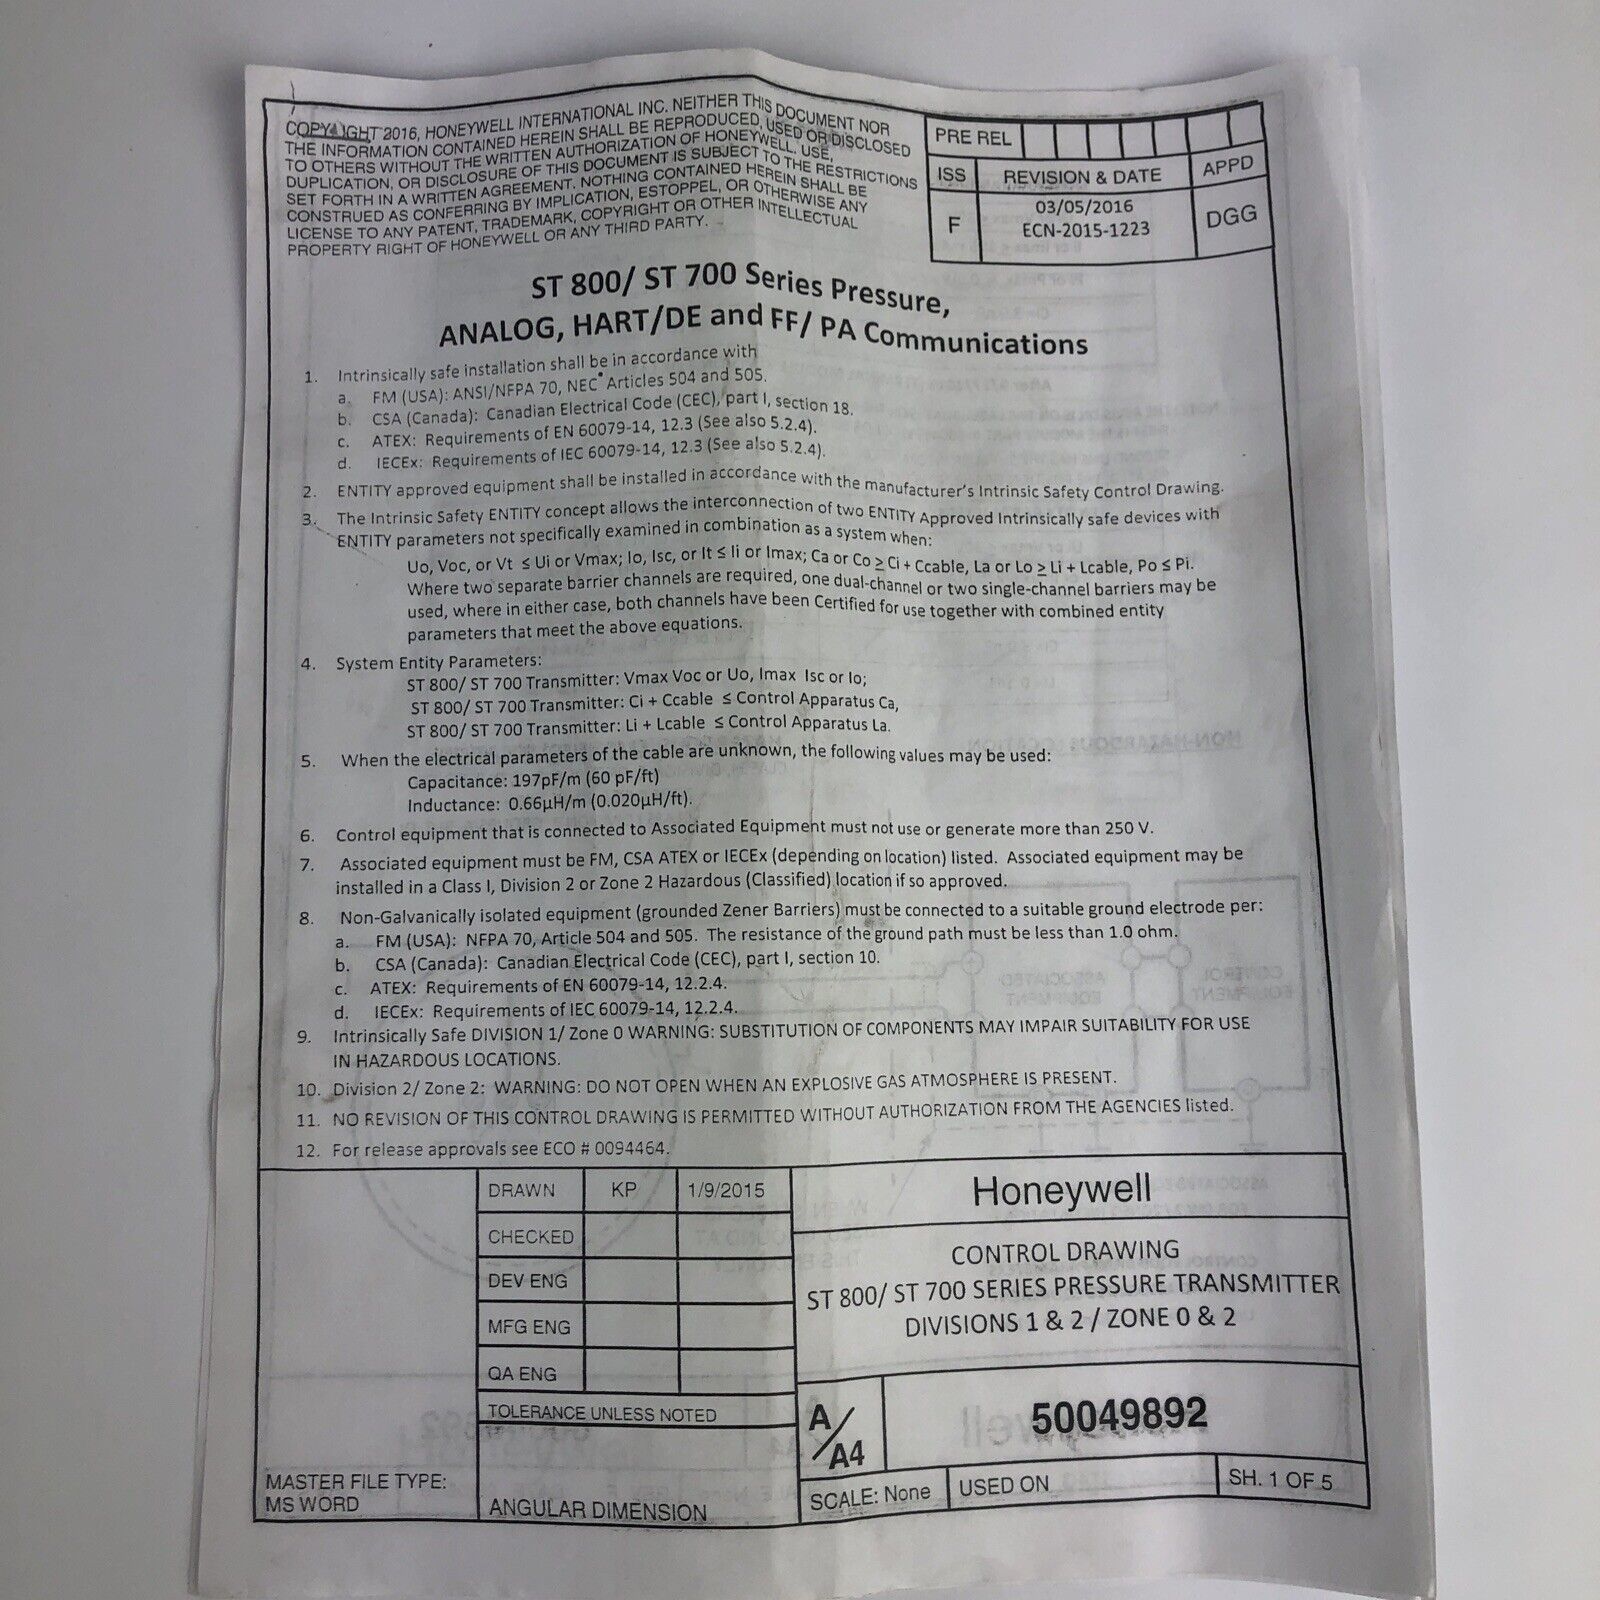 COPYRIGHT 2016, HONEYWELL INTERNATIONAL INC. NEITHER THIS DOCUMENT NOR
THE INFORMATION CONTAINED HEREIN SHALL BE REPRODUCED, USED OR DISCLOSED
TO OTHERS WITHOUT THE WRITTEN AUTHORIZATION OF HONEYWELL. USE,
DUPLICATION, OR DISCLOSURE OF THIS DOCUMENT IS SUBJECT TO THE RESTRICTIONS
SET FORTH IN A WRITTEN AGREEMENT. NOTHING CONTAINED HEREIN SHALL BE
CONSTRUED AS CONFERRING BY IMPLICATION, ESTOPPEL, OR OTHERWISE ANY
LICENSE TO ANY PATENT, TRADEMARK, COPYRIGHT OR OTHER INTELLECTUAL
PROPERTY RIGHT OF HONEYWELL OR ANY THIRD PARTY.
PRE REL
ISS REVISION & DATE APPD
F 03/05/2016 DGG
ECN-2015-1223
ST 800/ ST 700 Series Pressure,
ANALOG, HART/DE and FF/ PA Communications
1. Intrinsically safe installation shall be in accordance with
a. FM (USA): ANSI/NFPA 70, NEC® Articles 504 and 505.
b. CSA (Canada): Canadian Electrical Code (CEC), part I, section 18.
c. ATEX: Requirements of EN 60079-14, 12.3 (See also 5.2.4).
d. IECEx: Requirements of IEC 60079-14, 12.3 (See also 5.2.4).
2. ENTITY approved equipment shall be installed in accordance with the manufacturer's Intrinsic Safety Control Drawing.
3. The Intrinsic Safety ENTITY concept allows the interconnection of two ENTITY Approved Intrinsically safe devices with
ENTITY parameters not specifically examined in combination as a system when:
Uo, Voc, or Vt ≤ Ui or Vmax; Io, Isc, or It ≤ Ii or Imax; Ca or Co ≥ Ci + Ccable, La or Lo ≥ Li + Lcable, Po ≤ Pi.
Where two separate barrier channels are required, one dual-channel or two single-channel barriers may be
used, where in either case, both channels have been Certified for use together with combined entity
parameters that meet the above equations.
4. System Entity Parameters:
ST 800/ ST 700 Transmitter: Vmax Voc or Uo, Imax Isc or Io;
ST 800/ ST 700 Transmitter: Ci + Ccable ≤ Control Apparatus Ca,
ST 800/ ST 700 Transmitter: Li + Lcable ≤ Control Apparatus La.
5. When the electrical parameters of the cable are unknown, the following values may be used:
Capacitance: 197pF/m (60 pF/ft)
Inductance: 0.66µH/m (0.020µH/ft).
6. Control equipment that is connected to Associated Equipment must not use or generate more than 250 V.
7. Associated equipment must be FM, CSA ATEX or IECEx (depending on location) listed. Associated equipment may be
installed in a Class I, Division 2 or Zone 2 Hazardous (Classified) location if so approved.
8. Non-Galvanically isolated equipment (grounded Zener Barriers) must be connected to a suitable ground electrode per:
a. FM (USA): NFPA 70, Article 504 and 505. The resistance of the ground path must be less than 1.0 ohm.
b. CSA (Canada): Canadian Electrical Code (CEC), part I, section 10.
c. ATEX: Requirements of EN 60079-14, 12.2.4.
d. IECEx: Requirements of IEC 60079-14, 12.2.4.
9. Intrinsically Safe DIVISION 1/ Zone 0 WARNING: SUBSTITUTION OF COMPONENTS MAY IMPAIR SUITABILITY FOR USE
IN HAZARDOUS LOCATIONS.
10. Division 2/ Zone 2: WARNING: DO NOT OPEN WHEN AN EXPLOSIVE GAS ATMOSPHERE IS PRESENT.
11. NO REVISION OF THIS CONTROL DRAWING IS PERMITTED WITHOUT AUTHORIZATION FROM THE AGENCIES listed.
12. For release approvals see ECO # 0094464.
DRAWN KP 1/9/2015
CHECKED
DEV ENG
MFG ENG
QA ENG
TOLERANCE UNLESS NOTED
ANGULAR DIMENSION
MASTER FILE TYPE:
MS WORD
Honeywell
CONTROL DRAWING
ST 800/ ST 700 SERIES PRESSURE TRANSMITTER
DIVISIONS 1 & 2 / ZONE 0 & 2
A/A4
50049892
SCALE: None USED ON SH. 1 OF 5